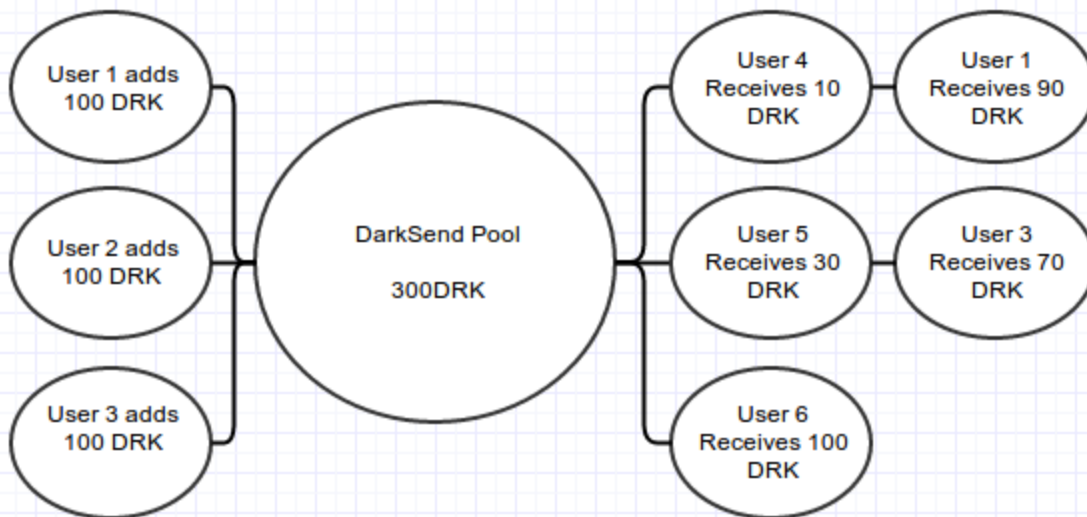 User 1 adds
100 DRK
User 2 adds
100 DRK
User 3 adds
100 DRK
DarkSend Pool
300DRK
User 4
Receives 10
DRK
User 1
Receives 90
DRK
User 5
Receives 30
DRK
User 3
Receives 70
DRK
User 6
Receives 100
DRK